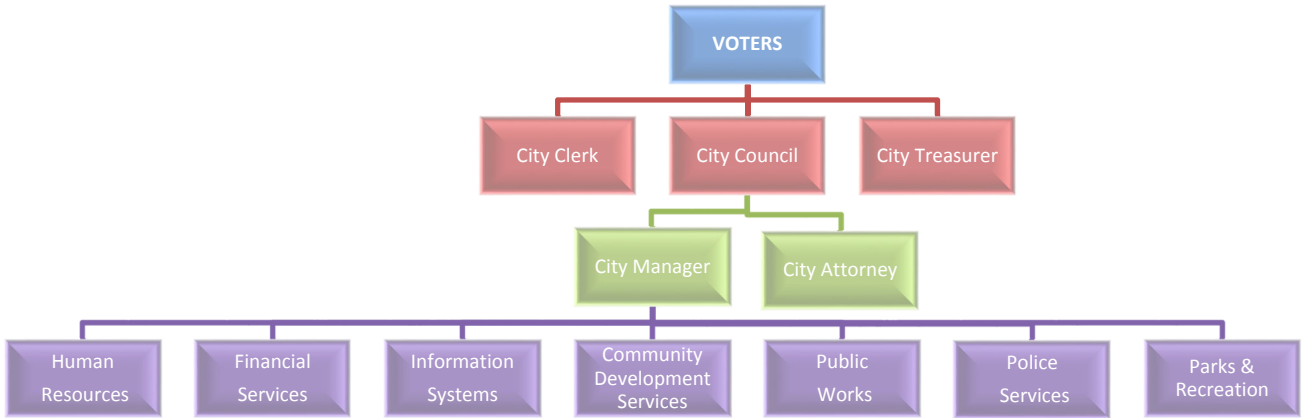 VOTERS
City Clerk
City Council
City Treasurer
City Manager
City Attorney
Human
Resources
Financial
Services
Information
Systems
Community
Development
Services
Public
Works
Police
Services
Parks &
Recreation